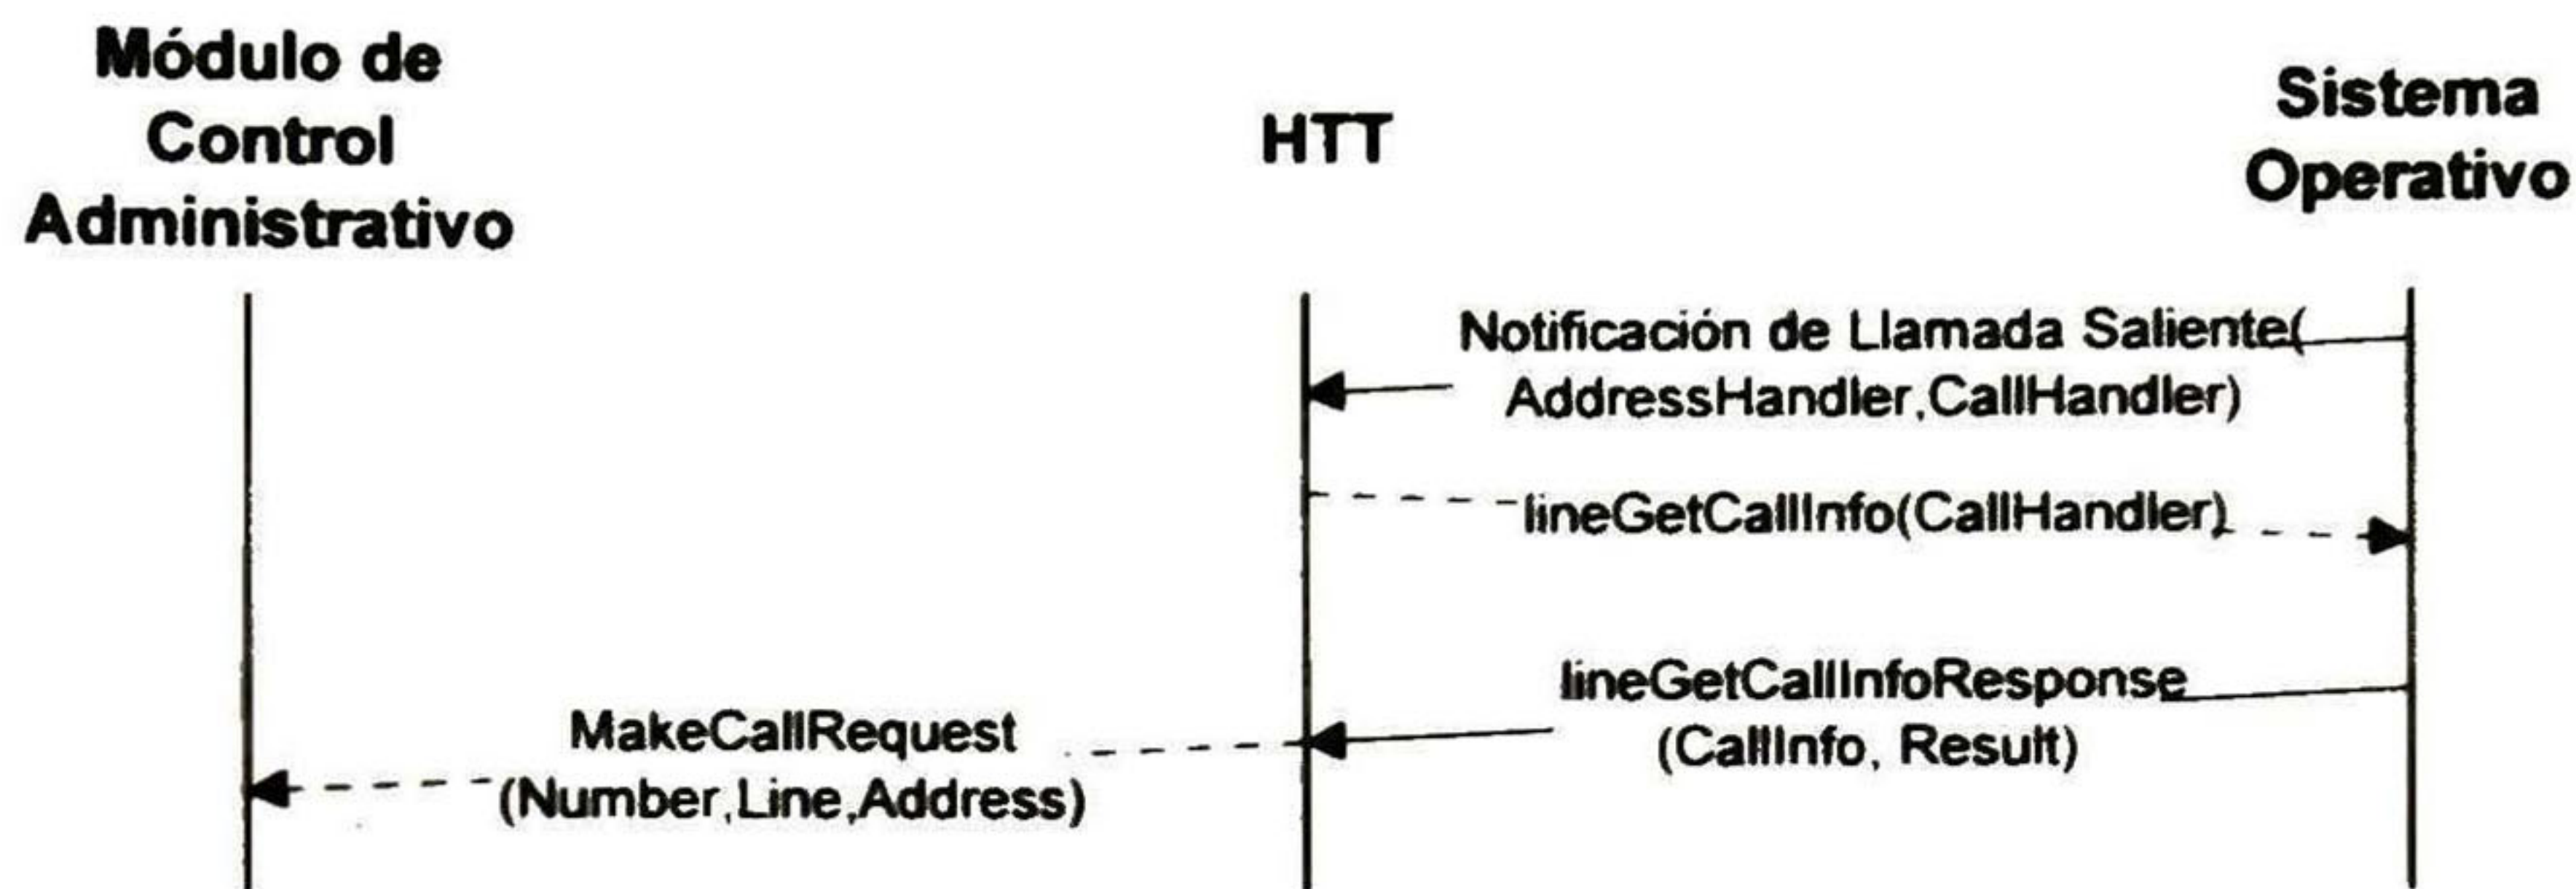 Módulo de
Control
Administrativo
HTT
Sistema
Operativo
Notificación de Llamada Saliente(
AddressHandler,CallHandler)
lineGetCallInfo(CallHandler)
lineGetCallInfoResponse
(CallInfo, Result)
MakeCallRequest
(Number,Line,Address)